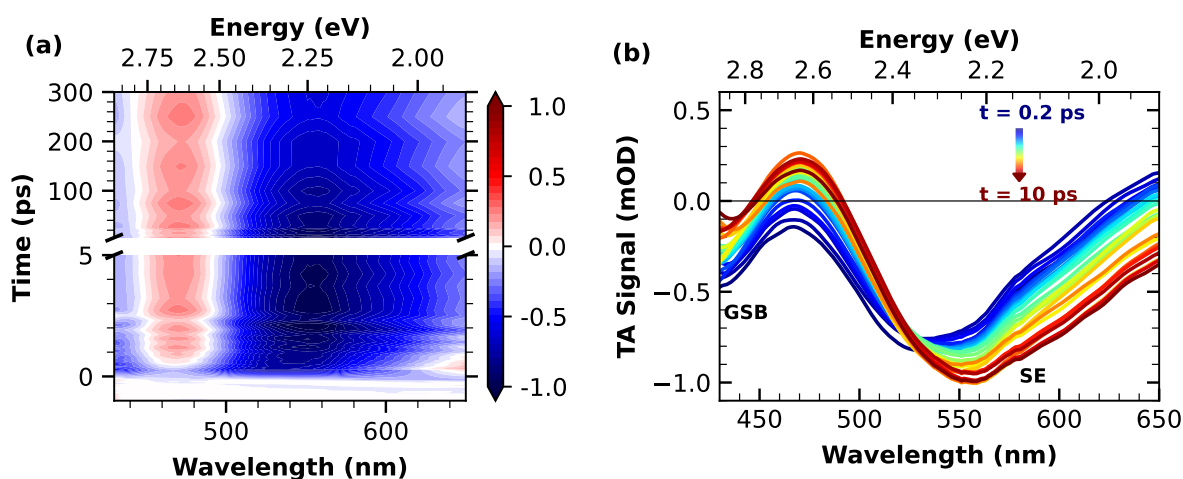 (a)
Energy (eV)
2.75 2.50 2.25 2.00
300
200
100
5
0
Time (ps)
500 600
Wavelength (nm)
1.0
0.5
0.0
-0.5
-1.0
(b)
Energy (eV)
2.8 2.6 2.4 2.2 2.0
0.5
0.0
−0.5
−1.0
TA Signal (mOD)
t = 0.2 ps
t = 10 ps
GSB
SE
450 500 550 600 650
Wavelength (nm)